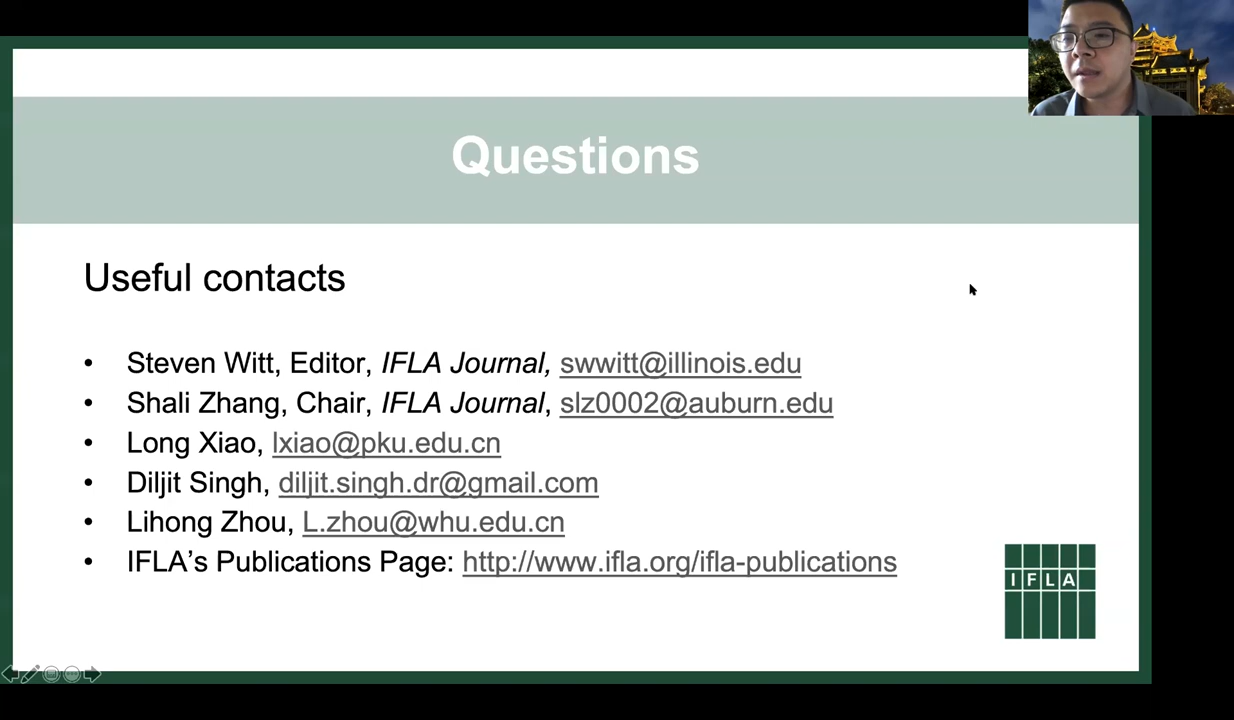 Questions
Useful contacts
• Steven Witt, Editor, IFLA Journal, swwitt@illinois.edu
• Shali Zhang, Chair, IFLA Journal, slz0002@auburn.edu
• Long Xiao, lxiao@pku.edu.cn
• Diljit Singh, diljit.singh.dr@gmail.com
• Lihong Zhou, L.zhou@whu.edu.cn
• IFLA’s Publications Page: http://www.ifla.org/ifla-publications
IFLA